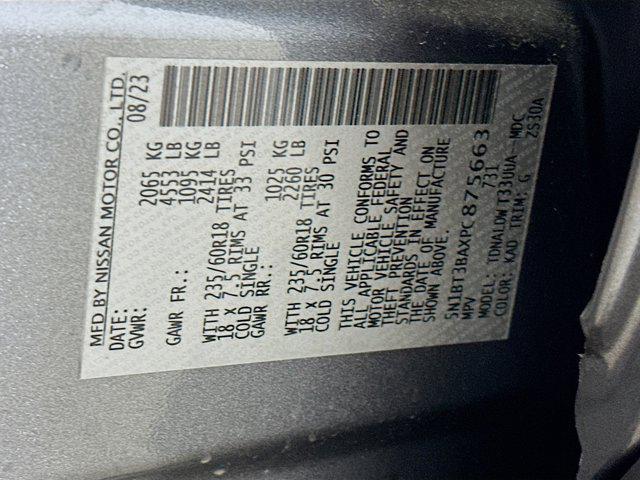 MFD BY NISSAN MOTOR CO., LTD.
DATE: 08/23
GVWR: 2065 KG
4553 LB
GAWR FR.: 1095 KG
2414 LB
WITH 235/60R18 TIRES
18 X 7.5 RIMS AT 33 PSI
COLD SINGLE
GAWR RR.: 1025 KG
2260 LB
WITH 235/60R18 TIRES
18 X 7.5 RIMS AT 30 PSI
COLD SINGLE
THIS VEHICLE CONFORMS TO
ALL APPLICABLE FEDERAL
MOTOR VEHICLE SAFETY AND
THEFT PREVENTION
STANDARDS IN EFFECT ON
THE DATE OF MANUFACTURE
SHOWN ABOVE.
5N1BT3BAXPC875663
MPV 731
MODEL: TDNALDWT33UUA-MDC
COLOR: KAD TRIM: G ZS30A